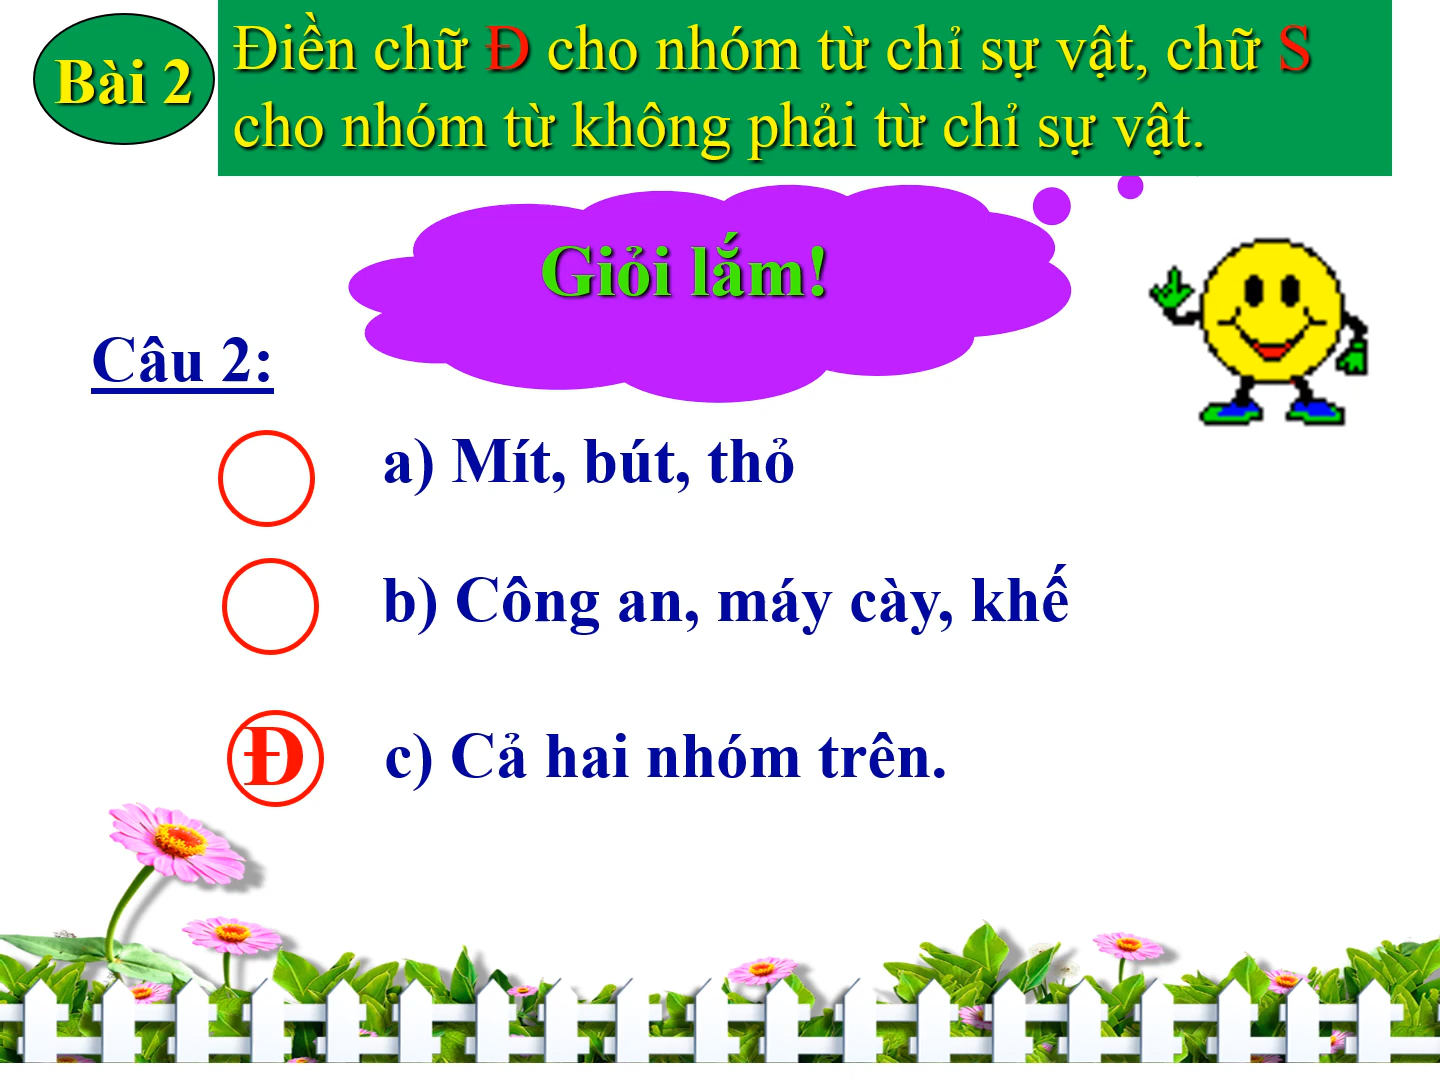 Bài 2
Điền chữ Đ cho nhóm từ chỉ sự vật, chữ S
cho nhóm từ không phải từ chỉ sự vật.
Giỏi lắm!
Câu 2:
a) Mít, bút, thỏ
b) Công an, máy cày, khế
Đ c) Cả hai nhóm trên.